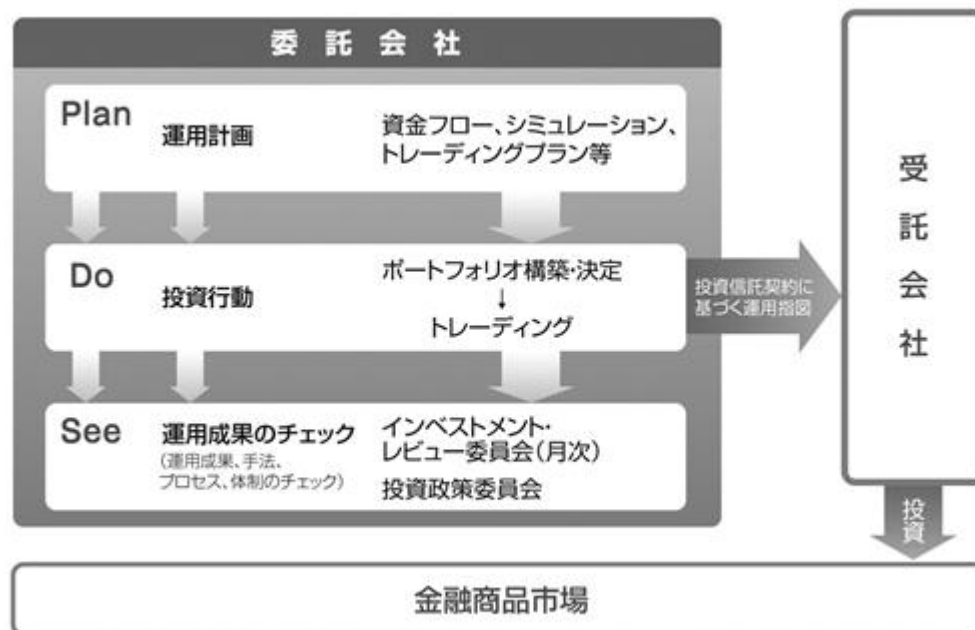 委託会社
Plan
運用計画
資金フロー、シミュレーション、
トレーディングプラン等
Do
投資行動
ポートフォリオ構築・決定
↓
トレーディング
See
運用成果のチェック
(運用成果、手法、
プロセス、体制のチェック)
インベストメント・
レビュー委員会(月次)
投資政策委員会
投資信託契約に
基づく運用指図
受託会社
投資
金融商品市場